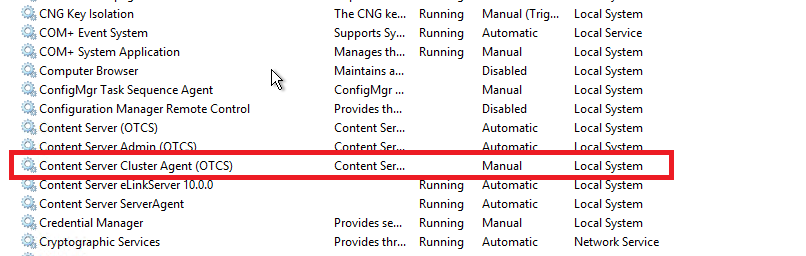 CNG Key Isolation The CNG ke... Running Manual (Trig... Local System
COM+ Event System Supports Sy... Running Automatic Local Service
COM+ System Application Manages th... Running Manual Local System
Computer Browser Maintains a... Disabled Local System
ConfigMgr Task Sequence Agent ConfigMgr ... Manual Local System
Configuration Manager Remote Control Provides th... Disabled Local System
Content Server (OTCS) Content Ser... Automatic Local System
Content Server Admin (OTCS) Content Ser... Automatic Local System
Content Server Cluster Agent (OTCS) Content Ser... Manual Local System
Content Server eLinkServer 10.0.0 Running Automatic Local System
Content Server ServerAgent Running Automatic Local System
Credential Manager Provides se... Running Manual Local System
Cryptographic Services Provides thr... Running Automatic Network Service